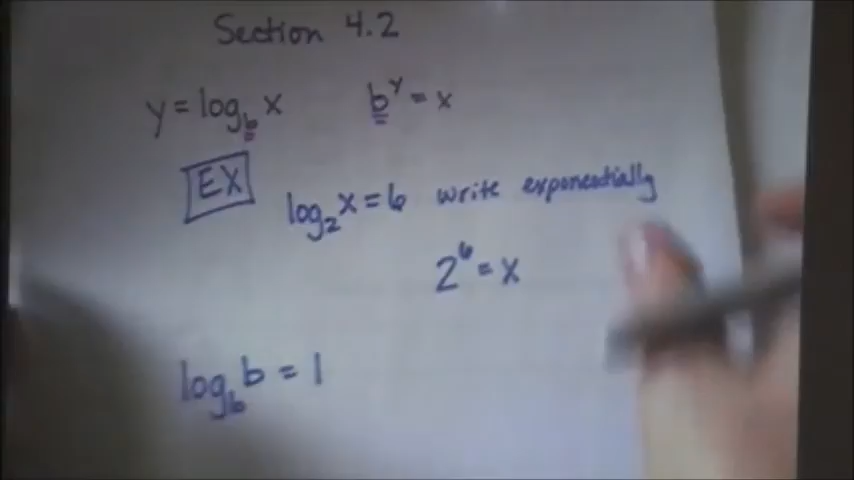 Section 4.2
y = log_b x   b^y = x
EX
log_2 x = 6 write exponentially
2^6 = x
log_b b = 1